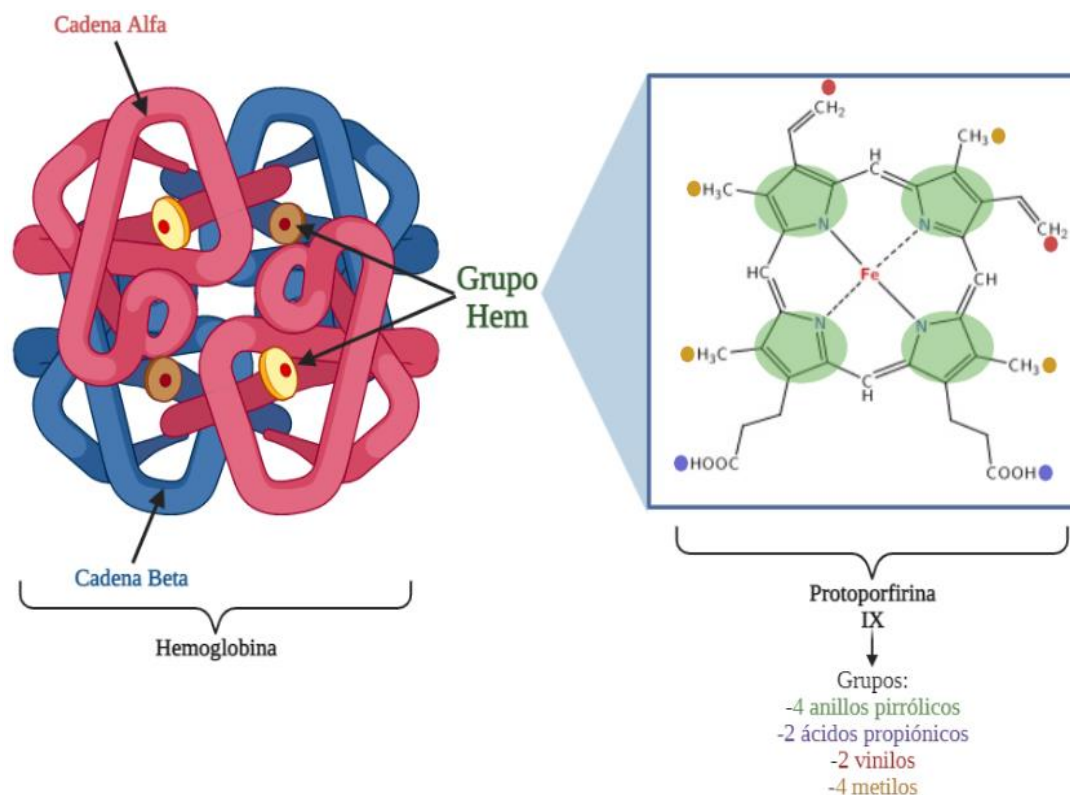 Cadena Alfa
Grupo
Hem
Cadena Beta
Hemoglobina
CH₂
H
CH₃
H₃C
N
N
CH₂
HC
Fe
CH
N
N
H₃C
CH₃
C
H
HOOC
COOH
C
Protoporfirina
IX
Grupos:
-4 anillos pirrólicos
-2 ácidos propiónicos
-2 vinilos
-4 metilos